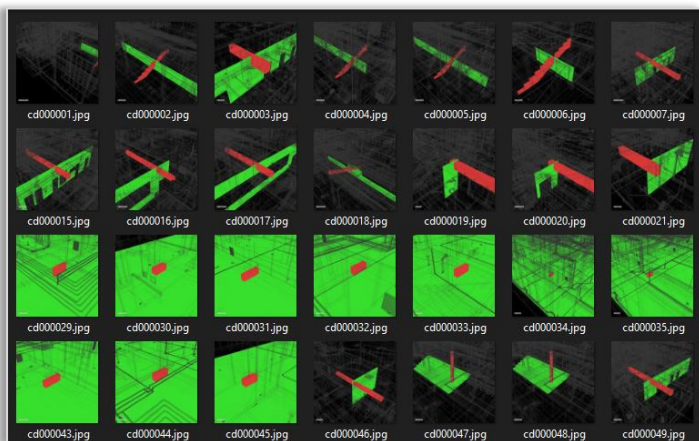 cd000001.jpg cd000002.jpg cd000003.jpg cd000004.jpg cd000005.jpg cd000006.jpg cd000007.jpg
cd000015.jpg cd000016.jpg cd000017.jpg cd000018.jpg cd000019.jpg cd000020.jpg cd000021.jpg
cd000029.jpg cd000030.jpg cd000031.jpg cd000032.jpg cd000033.jpg cd000034.jpg cd000035.jpg
cd000043.jpg cd000044.jpg cd000045.jpg cd000046.jpg cd000047.jpg cd000048.jpg cd000049.jpg